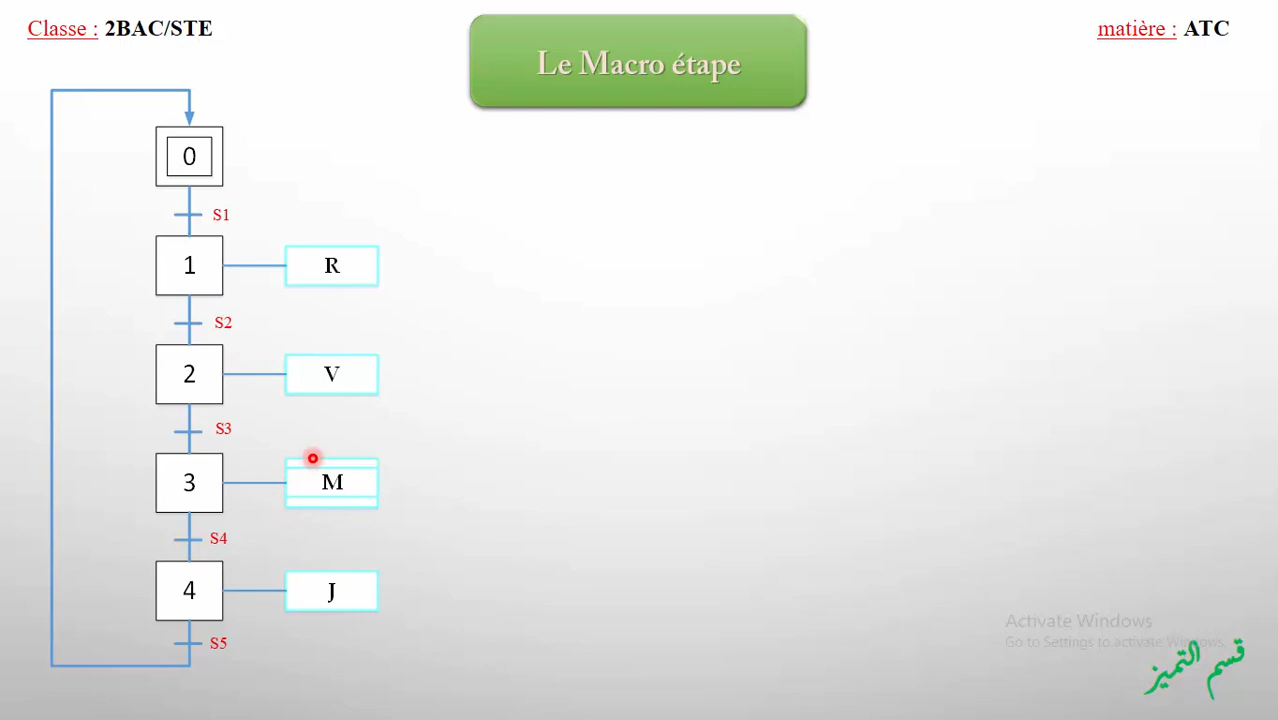 Classe : 2BAC/STE
matière : ATC
Le Macro étape
0
S1
1
R
S2
2
V
S3
3
M
S4
4
J
S5
Activate Windows
Go to Settings to activate Windows.
قسم التميز